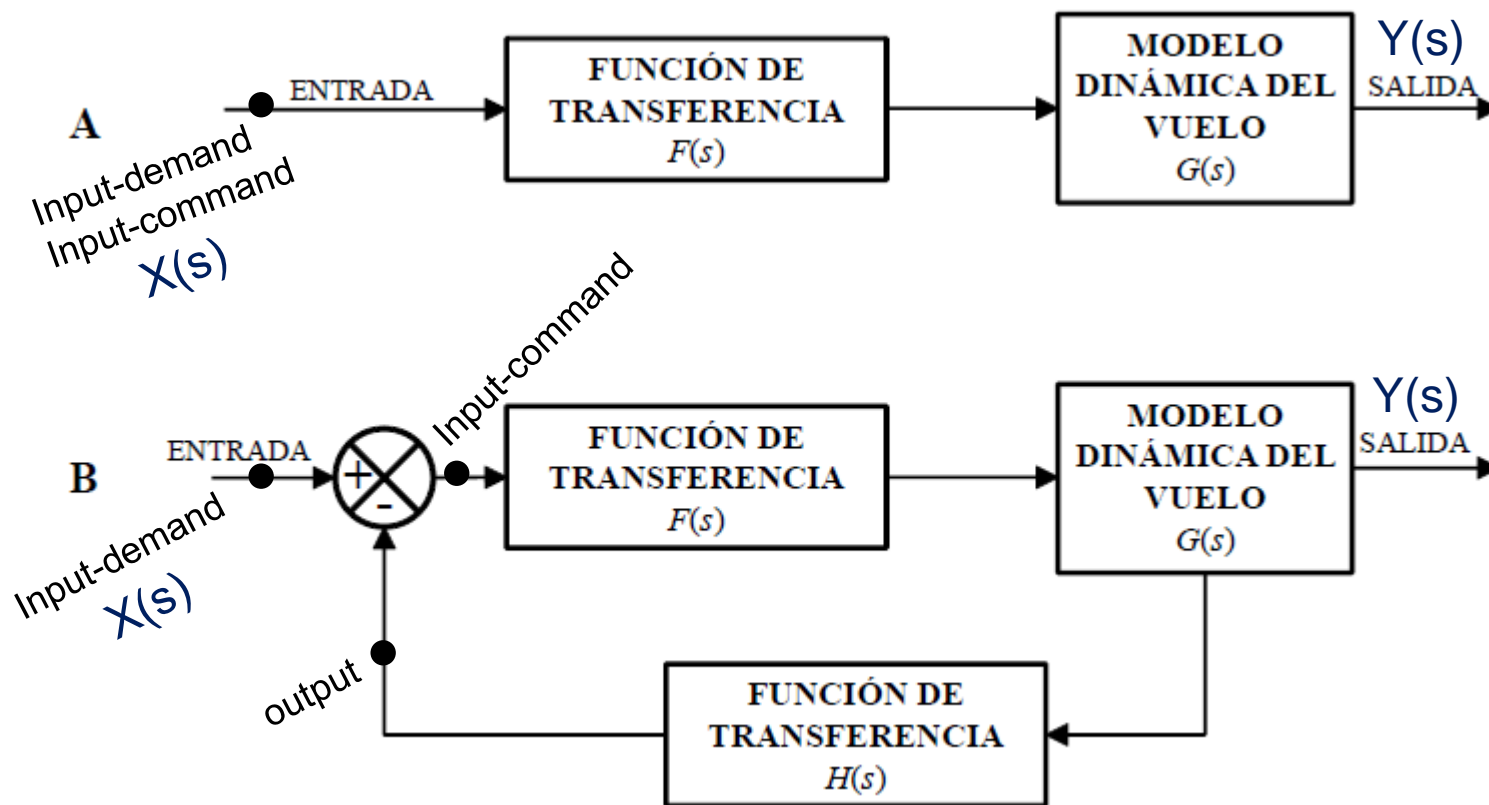 A
ENTRADA
Input-demand
Input-command
X(s)
FUNCIÓN DE
TRANSFERENCIA
F(s)
MODELO
DINÁMICA DEL
VUELO
G(s)
Y(s)
SALIDA
B
ENTRADA
Input-demand
X(s)
+
-
Input-command
FUNCIÓN DE
TRANSFERENCIA
F(s)
MODELO
DINÁMICA DEL
VUELO
G(s)
Y(s)
SALIDA
output
FUNCIÓN DE
TRANSFERENCIA
H(s)